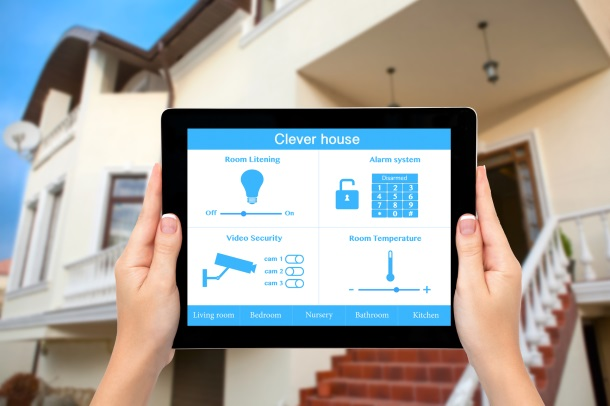 Clever house
Room Litening
Off
On
Alarm system
Disarmed
1 2 3
4 5 6
7 8 9
* 0 #
Video Security
cam 1
cam 2
cam 3
Room Temperature
- +
Living room
Bedroom
Nursery
Bathroom
Kitchen